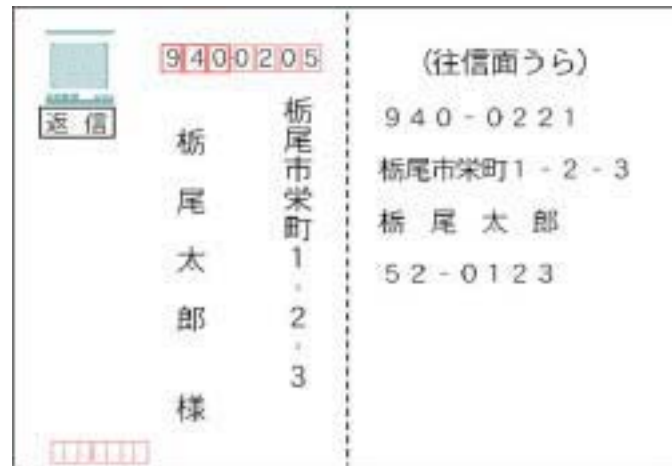 返信
9400205
栃尾市栄町1-2-3
栃尾太郎 様
(往信面うら)
940-0221
栃尾市栄町1-2-3
栃尾太郎
52-0123